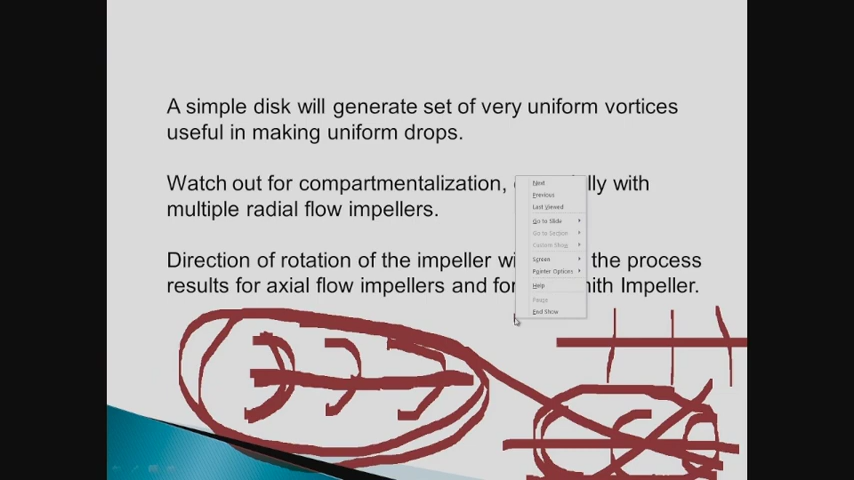 A simple disk will generate set of very uniform vortices
useful in making uniform drops.
Watch out for compartmentalization, lly with
multiple radial flow impellers.
Direction of rotation of the impeller the process
results for axial flow impellers and for Impeller.
Next
Previous
Last Viewed
Go to Slide
Go to Section
Custom Show
Screen
Pointer Options
Help
Pause
End Show